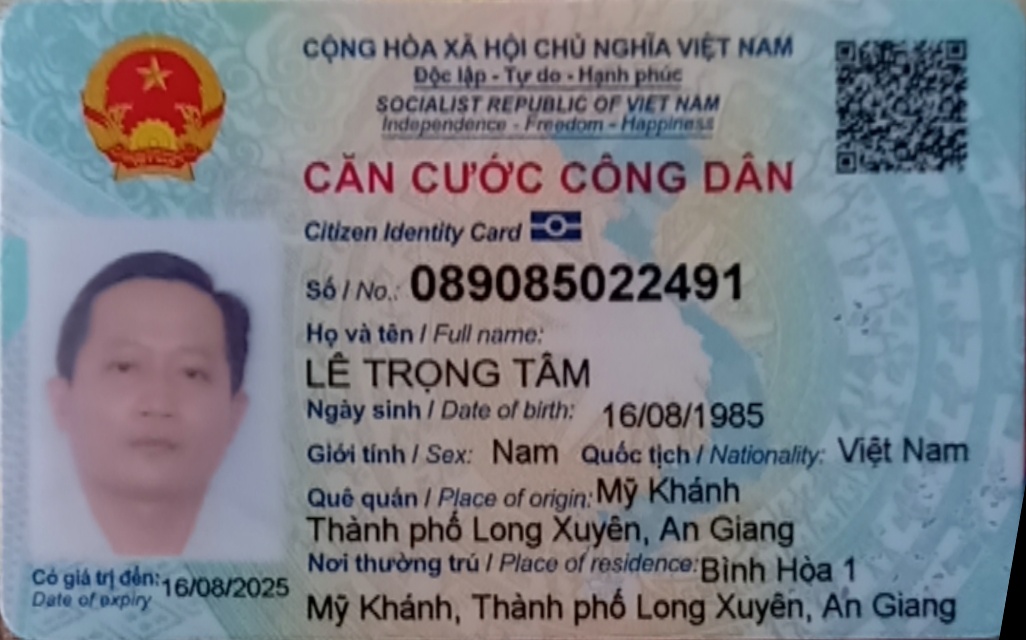 CỘNG HÒA XÃ HỘI CHỦ NGHĨA VIỆT NAM
Độc lập - Tự do - Hạnh phúc
SOCIALIST REPUBLIC OF VIET NAM
Independence - Freedom - Happiness
CĂN CƯỚC CÔNG DÂN
Citizen Identity Card
Số / No.: 089085022491
Họ và tên / Full name:
LÊ TRỌNG TÂM
Ngày sinh / Date of birth: 16/08/1985
Giới tính / Sex: Nam Quốc tịch / Nationality: Việt Nam
Quê quán / Place of origin: Mỹ Khánh
Thành phố Long Xuyên, An Giang
Nơi thường trú / Place of residence: Bình Hòa 1
Mỹ Khánh, Thành phố Long Xuyên, An Giang
Có giá trị đến: 16/08/2025
Date of expiry